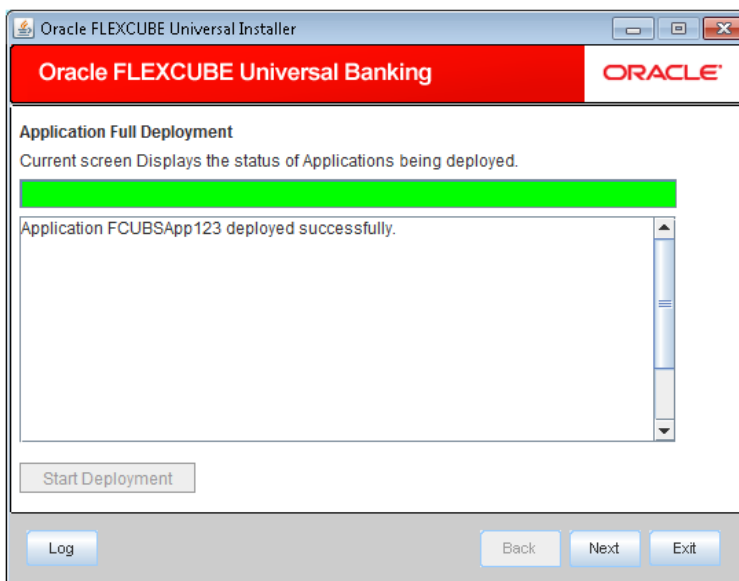 Oracle FLEXCUBE Universal Installer
Oracle FLEXCUBE Universal Banking
ORACLE
Application Full Deployment
Current screen Displays the status of Applications being deployed.
Application FCUBSApp123 deployed successfully.
Start Deployment
Log
Back
Next
Exit